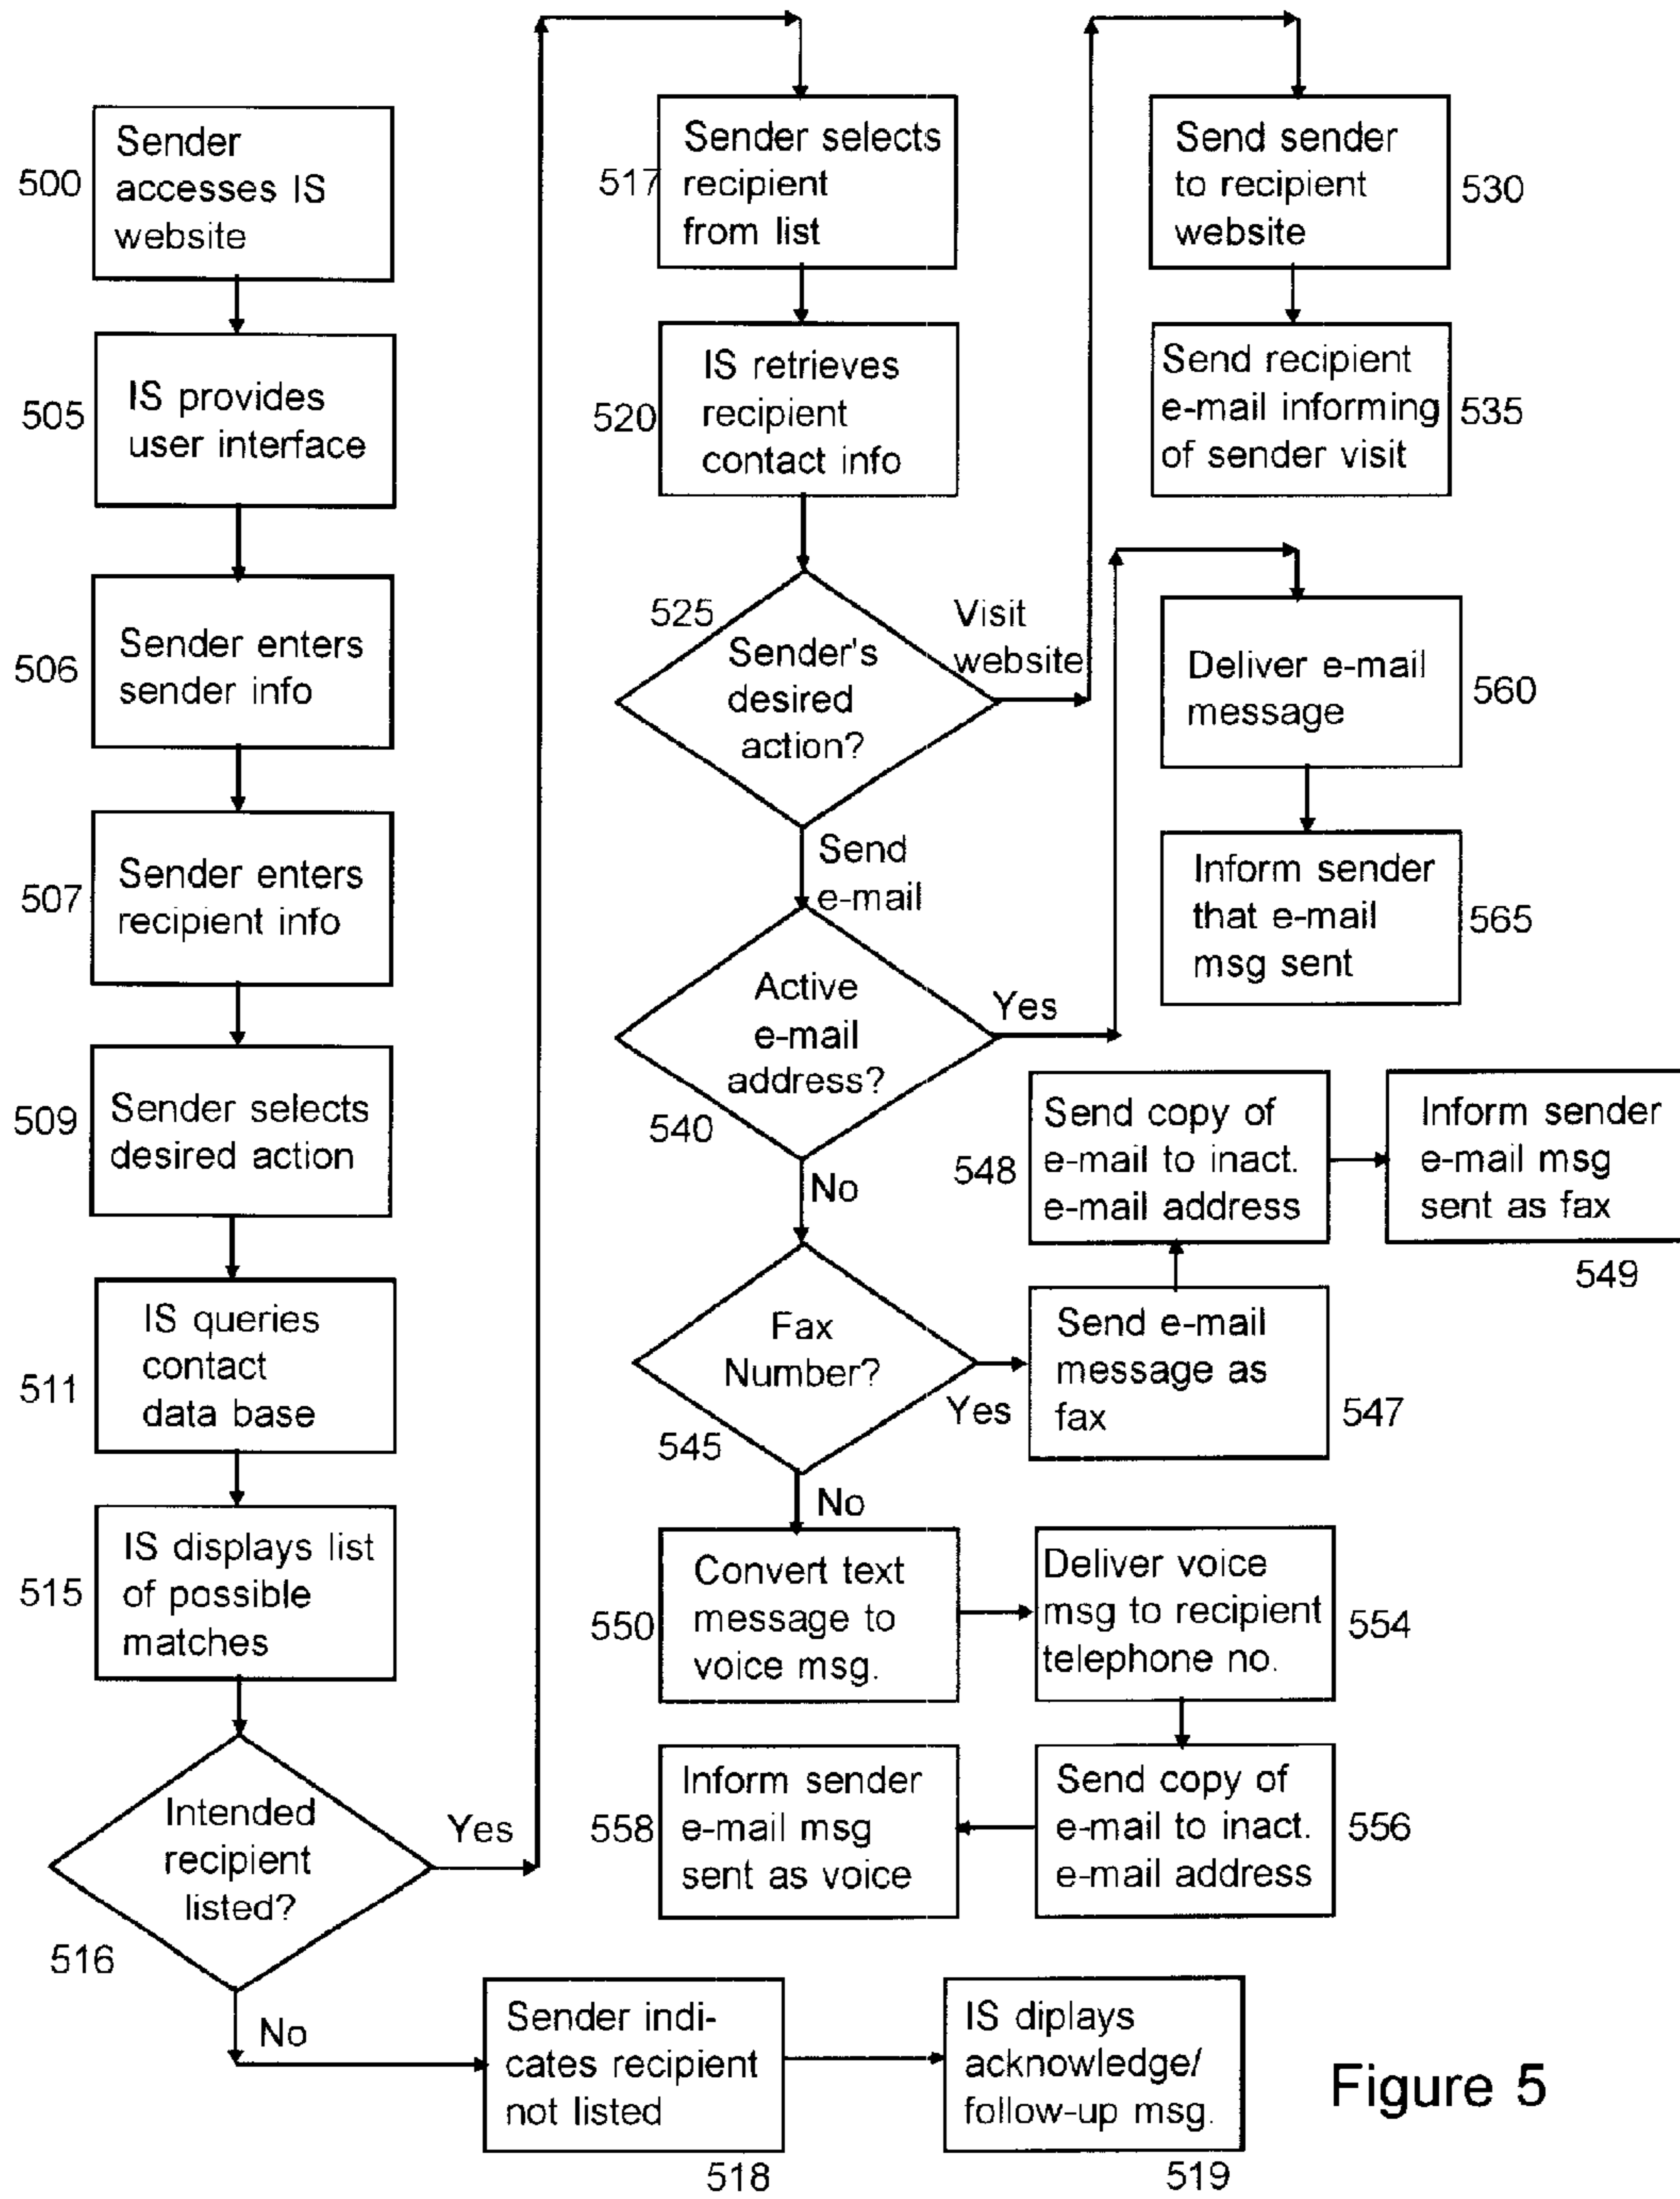 500
Sender
accesses IS
website
505
IS provides
user interface
506
Sender enters
sender info
507
Sender enters
recipient info
509
Sender selects
desired action
511
IS queries
contact
data base
515
IS displays list
of possible
matches
Intended
recipient
listed?
516
Yes
No
Sender indi-
cates recipient
not listed
518
IS diplays
acknowledge/
follow-up msg.
519
517
Sender selects
recipient
from list
520
IS retrieves
recipient
contact info
525
Sender's
desired
action?
Visit
website
Send
e-mail
Active
e-mail
address?
540
Yes
No
Fax
Number?
545
Yes
No
550
Convert text
message to
voice msg.
Deliver voice
msg to recipient
telephone no.
554
Send copy of
e-mail to inact.
e-mail address
556
558
Inform sender
e-mail msg
sent as voice
Send sender
to recipient
website
530
Send recipient
e-mail informing
of sender visit
535
Deliver e-mail
message
560
Inform sender
that e-mail
msg sent
565
548
Send copy of
e-mail to inact.
e-mail address
Inform sender
e-mail msg
sent as fax
549
Send e-mail
message as
fax
547
Figure 5